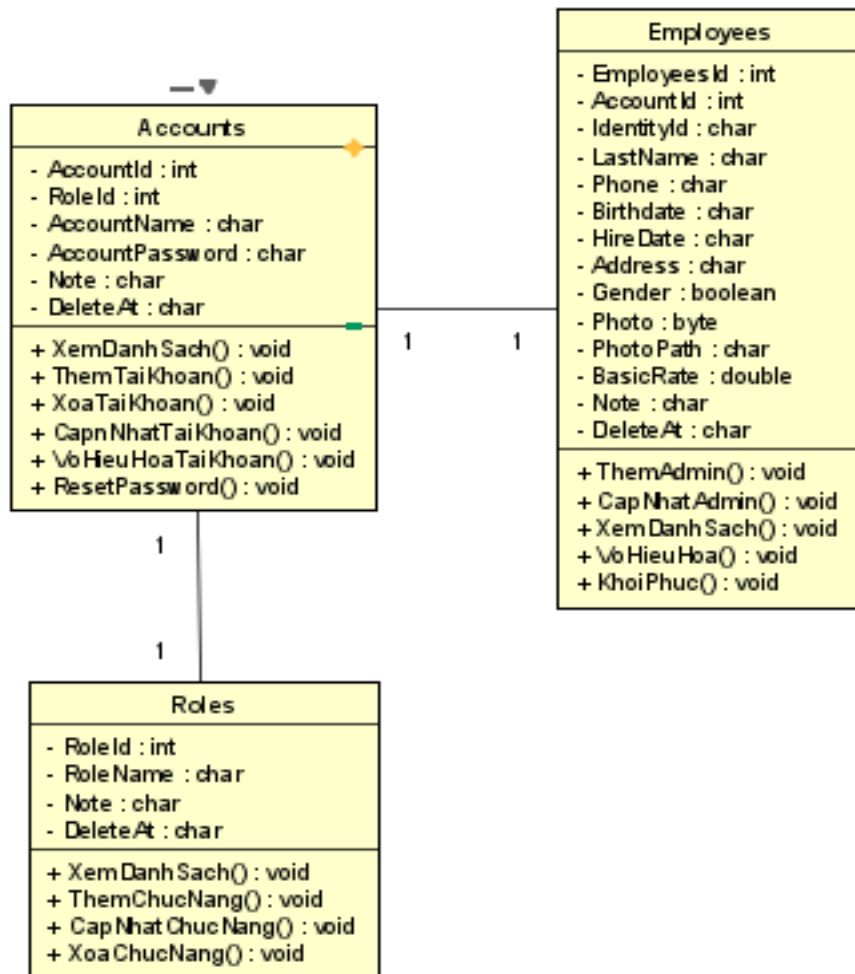 Accounts
- AccountId : int
- RoleId : int
- AccountName : char
- AccountPassword : char
- Note : char
- DeleteAt : char
+ XemDanhSach() : void
+ ThemTaiKhoan() : void
+ XoaTaiKhoan() : void
+ CapnNhatTaiKhoan() : void
+ VoHieuHoaTaiKhoan() : void
+ ResetPassword() : void
Employees
- EmployeesId : int
- AccountId : int
- IdentityId : char
- LastName : char
- Phone : char
- Birthdate : char
- HireDate : char
- Address : char
- Gender : boolean
- Photo : byte
- PhotoPath : char
- BasicRate : double
- Note : char
- DeleteAt : char
+ ThemAdmin() : void
+ CapNhatAdmin() : void
+ XemDanhSach() : void
+ VoHieuHoa() : void
+ KhoiPhuc() : void
1 1
1
1
Roles
- RoleId : int
- RoleName : char
- Note : char
- DeleteAt : char
+ XemDanhSach() : void
+ ThemChucNang() : void
+ CapNhatChucNang() : void
+ XoaChucNang() : void